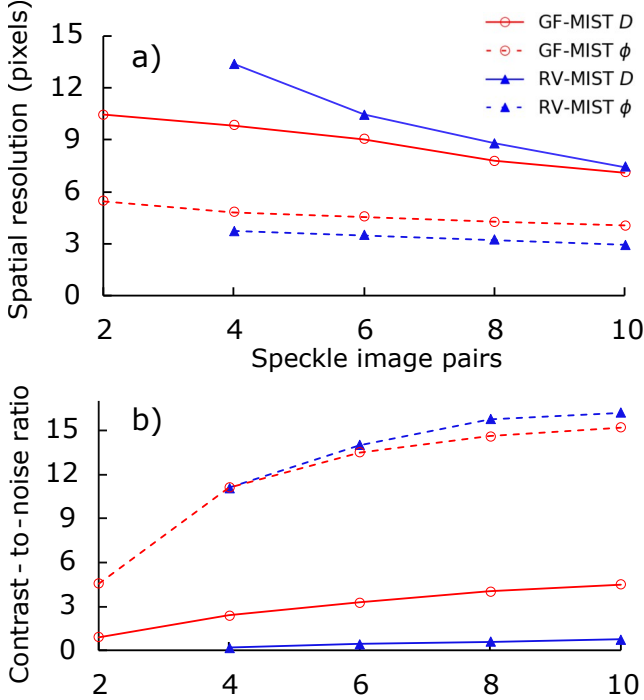 GF-MIST D
GF-MIST ϕ
RV-MIST D
RV-MIST ϕ
a)
Spatial resolution (pixels)
15
12
9
6
3
0
2 4 6 8 10
Speckle image pairs
b)
Contrast-to-noise ratio
15
12
9
6
3
0
2 4 6 8 10